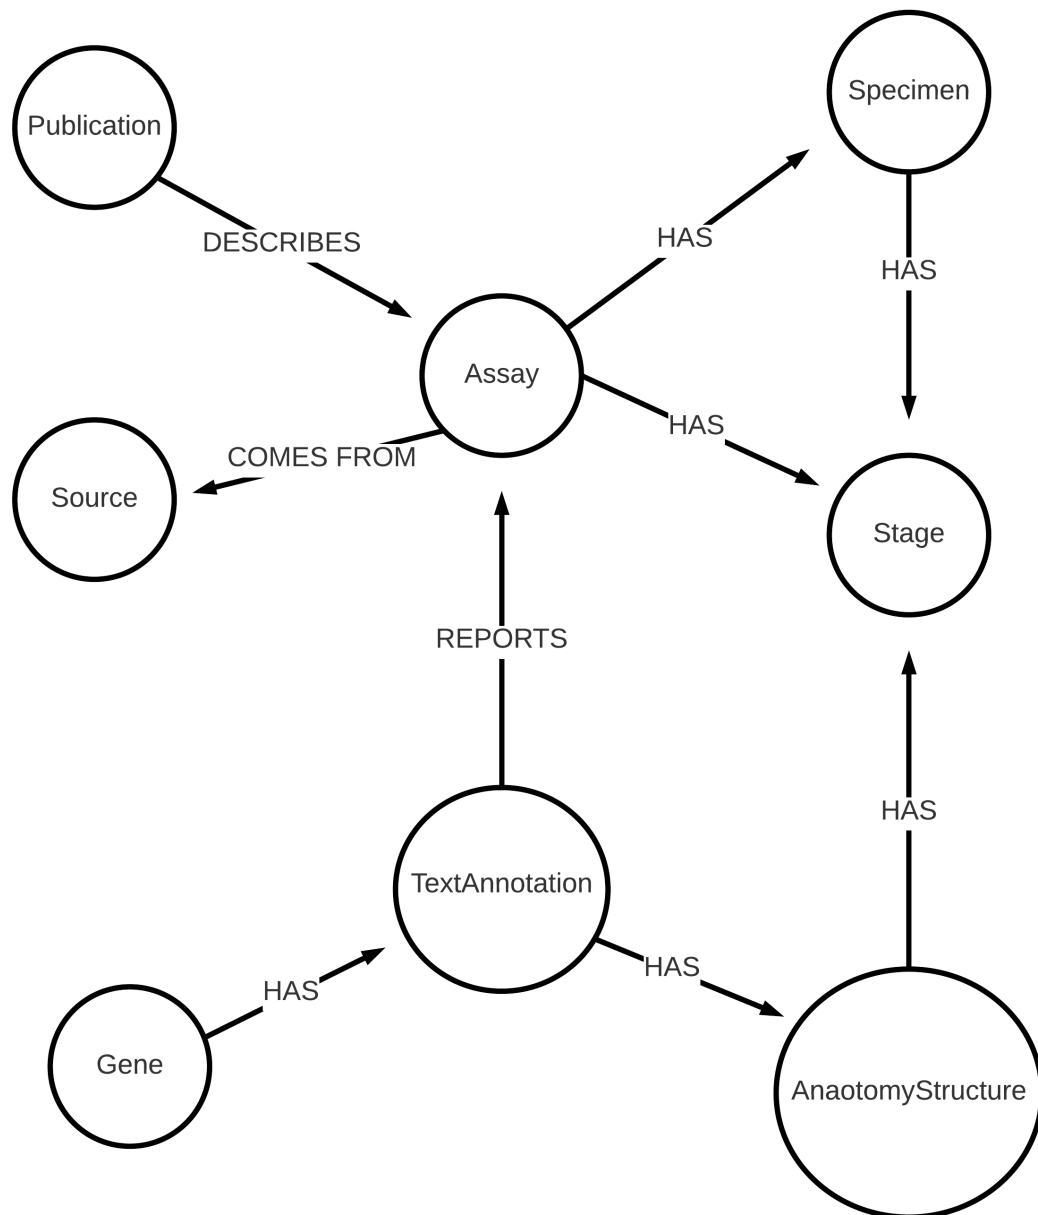 Specimen
Publication
HAS
DESCRIBES
HAS
Assay
HAS
COMES FROM
Source
Stage
REPORTS
HAS
TextAnnotation
HAS
HAS
Gene
AnaotomyStructure